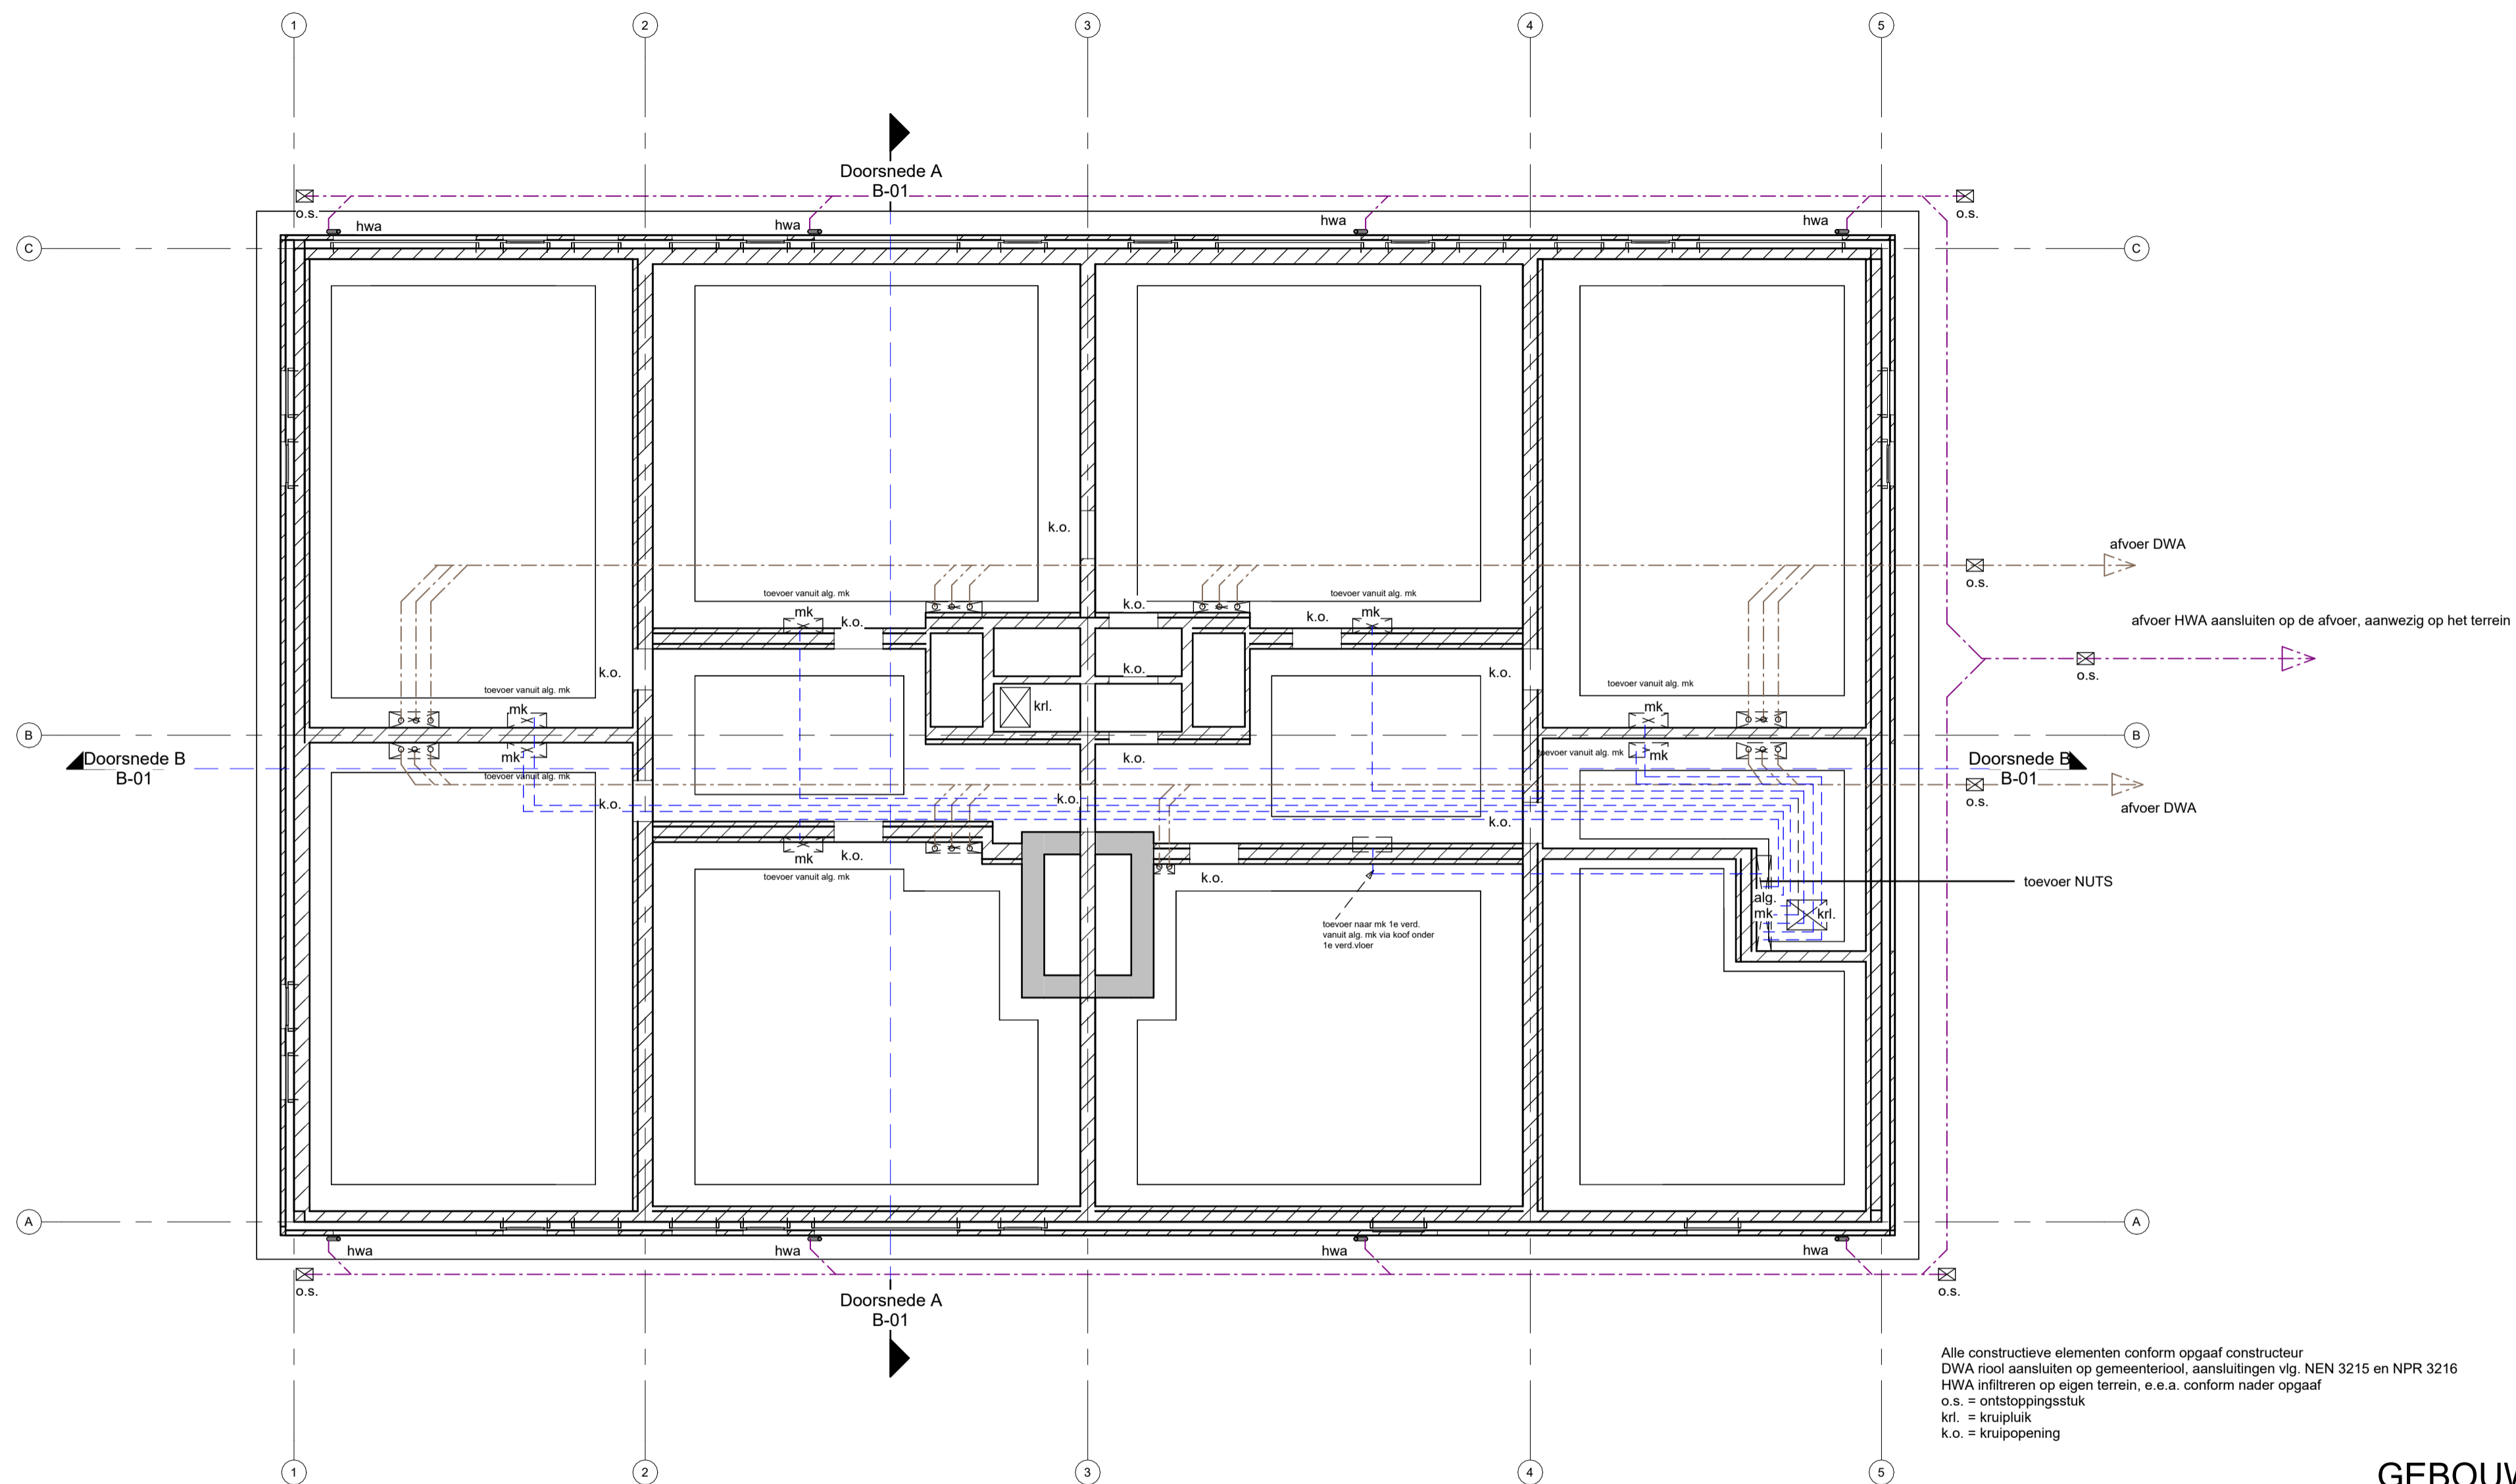 1 2 3 4 5
Doorsnede A
B-01
o.s.
o.s.
hwa hwa hwa hwa
C C
afvoer DWA
k.o.
o.s.
toevoer vanuit alg. mk
toevoer vanuit alg. mk
k.o.
mk k.o. k.o. mk
afvoer HWA aansluiten op de afvoer, aanwezig op het terrein
k.o. k.o. k.o.
o.s.
toevoer vanuit alg. mk
toevoer vanuit alg. mk
mk krl. mk
B B
Doorsnede B
B-01
mk
toevoer vanuit alg. mk
k.o.
toevoer vanuit alg. mk
mk
Doorsnede B
B-01
k.o. k.o.
o.s.
afvoer DWA
k.o.
mk k.o.
toevoer vanuit alg. mk
k.o.
toevoer NUTS
alg.
mk
krl.
toevoer naar mk 1e verd.
vanuit alg. mk via koof onder
1e verd.vloer
A A
hwa hwa hwa hwa
o.s.
o.s.
Doorsnede A
B-01
Alle constructieve elementen conform opgaaf constructeur
DWA riool aansluiten op gemeenteriool, aansluitingen vlg. NEN 3215 en NPR 3216
HWA infiltreren op eigen terrein, e.e.a. conform nader opgaaf
o.s. = ontstoppingsstuk
krl. = kruipluik
k.o. = kruipopening
1 2 3 4 5
GEBOUW